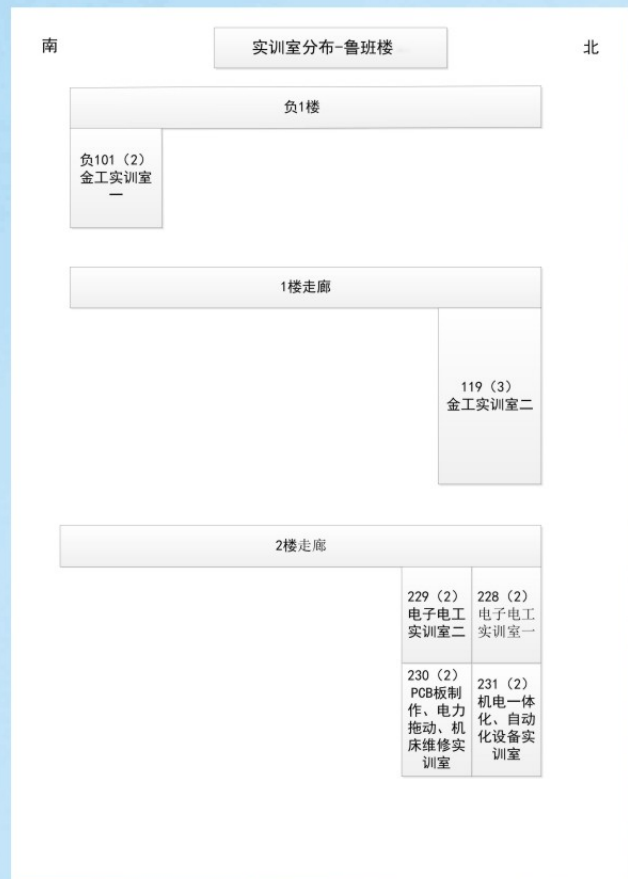 南
实训室分布-鲁班楼
北
负1楼
负101（2）
金工实训室
一
1楼走廊
119（3）
金工实训室二
2楼走廊
229（2）
电子电工
实训室二
228（2）
电子电工
实训室一
230（2）
PCB板制
作、电力
拖动、机
床维修实
训室
231（2）
机电一体
化、自动
化设备实
训室